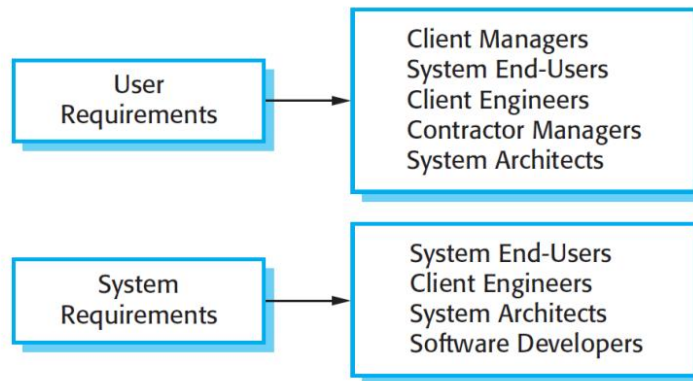 User
Requirements
Client Managers
System End-Users
Client Engineers
Contractor Managers
System Architects
System
Requirements
System End-Users
Client Engineers
System Architects
Software Developers